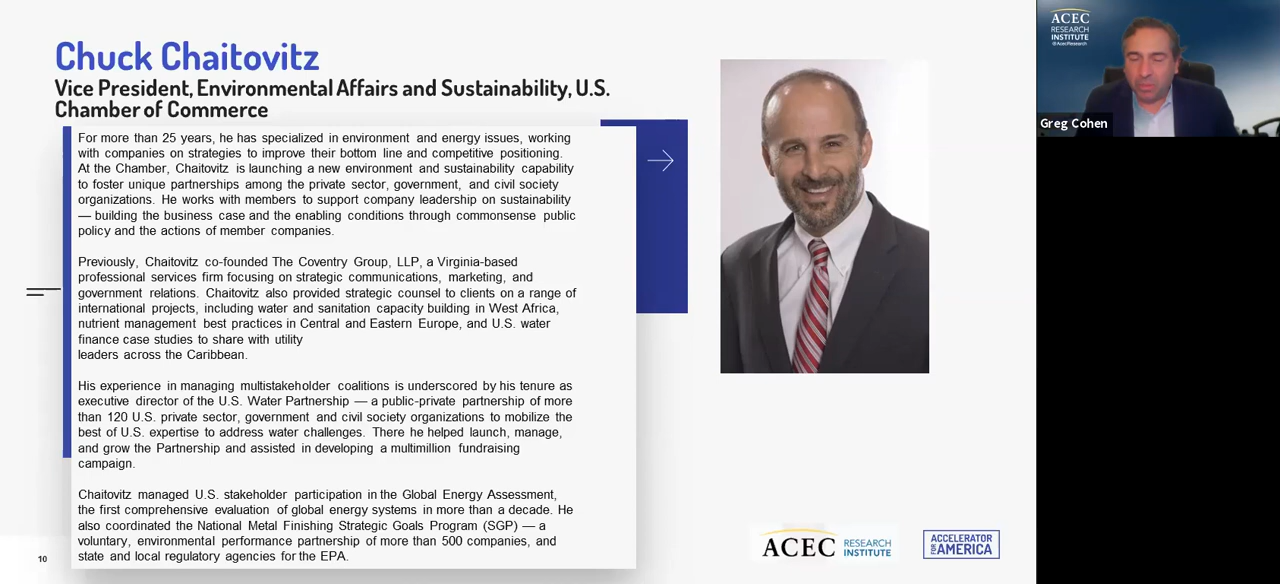 Chuck Chaitovitz
Vice President, Environmental Affairs and Sustainability, U.S.
Chamber of Commerce
For more than 25 years, he has specialized in environment and energy issues, working
with companies on strategies to improve their bottom line and competitive positioning.
At the Chamber, Chaitovitz is launching a new environment and sustainability capability
to foster unique partnerships among the private sector, government, and civil society
organizations. He works with members to support company leadership on sustainability
— building the business case and the enabling conditions through commonsense public
policy and the actions of member companies.
Previously, Chaitovitz co-founded The Coventry Group, LLP, a Virginia-based
professional services firm focusing on strategic communications, marketing, and
government relations. Chaitovitz also provided strategic counsel to clients on a range of
international projects, including water and sanitation capacity building in West Africa,
nutrient management best practices in Central and Eastern Europe, and U.S. water
finance case studies to share with utility
leaders across the Caribbean.
His experience in managing multistakeholder coalitions is underscored by his tenure as
executive director of the U.S. Water Partnership — a public-private partnership of more
than 120 U.S. private sector, government and civil society organizations to mobilize the
best of U.S. expertise to address water challenges. There he helped launch, manage,
and grow the Partnership and assisted in developing a multimillion fundraising
campaign.
Chaitovitz managed U.S. stakeholder participation in the Global Energy Assessment,
the first comprehensive evaluation of global energy systems in more than a decade. He
also coordinated the National Metal Finishing Strategic Goals Program (SGP) — a
voluntary, environmental performance partnership of more than 500 companies, and
state and local regulatory agencies for the EPA.
10
ACEC RESEARCH
INSTITUTE
ACCELERATOR
FOR AMERICA
ACEC
RESEARCH
INSTITUTE
@AcecResearch
Greg Cohen